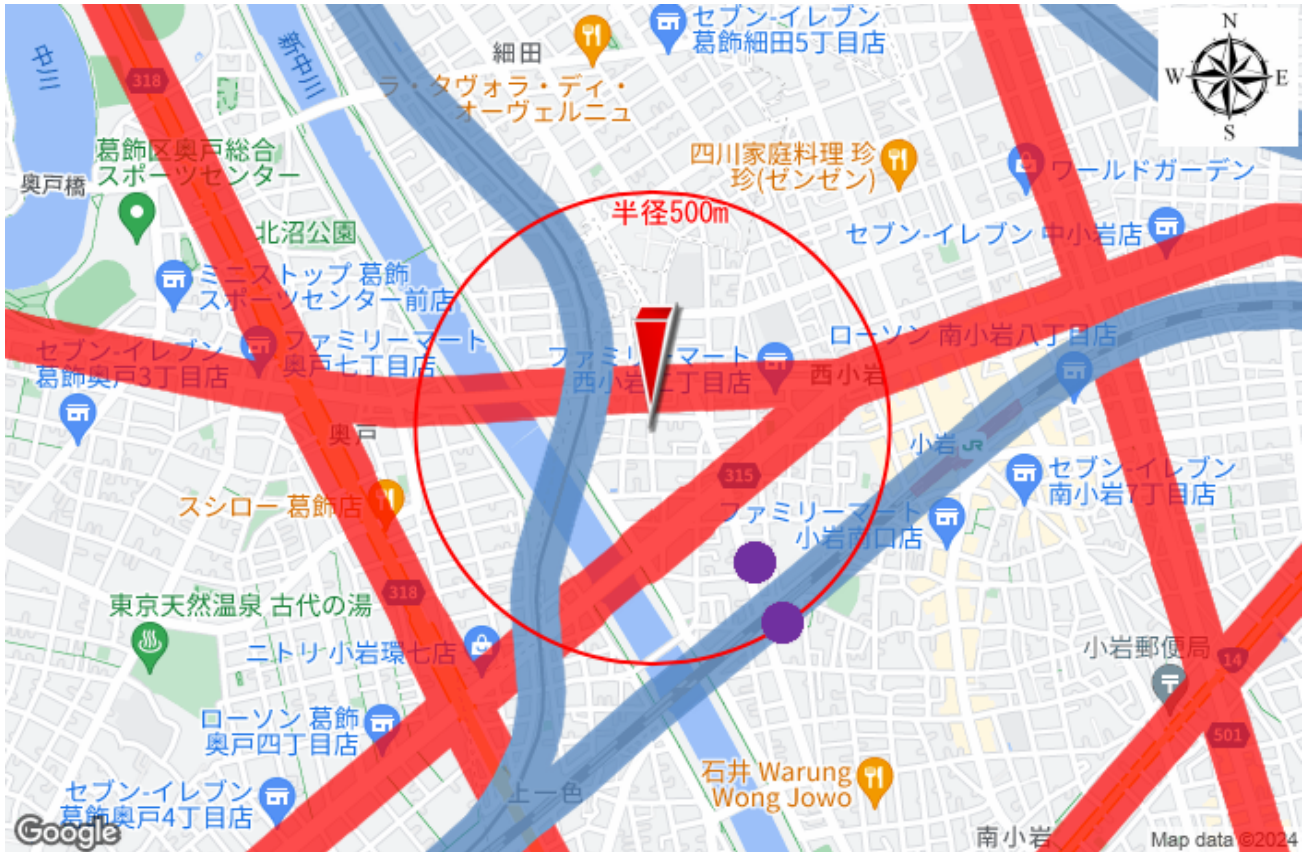 中川
318
新中川
細田
セブン-イレブン
葛飾細田5丁目店
ラ・タヴォラ・ディ・
オーヴェルニュ
N
W
E
S
葛飾区奥戸総合
スポーツセンター
奥戸橋
四川家庭料理 珍
珍(ゼンゼン)
ワールドガーデン
半径500m
北沼公園
セブン-イレブン 中小岩店
ミニストップ 葛飾
スポーツセンター前店
ファミリーマート
奥戸七丁目店
セブン-イレブン
葛飾奥戸3丁目店
ファミリーマート
西小岩三丁目店
ローソン 南小岩八丁目店
西小岩
奥戸
小岩 JR
315
セブン-イレブン
南小岩7丁目店
スシロー 葛飾店
ファミリーマート
小岩南口店
318
東京天然温泉 古代の湯
ニトリ 小岩環七店
小岩郵便局
14
ローソン 葛飾
奥戸四丁目店
501
石井 Warung
Wong Jowo
セブン-イレブン
葛飾奥戸4丁目店
上一色
Google
南小岩
Map data ©2024